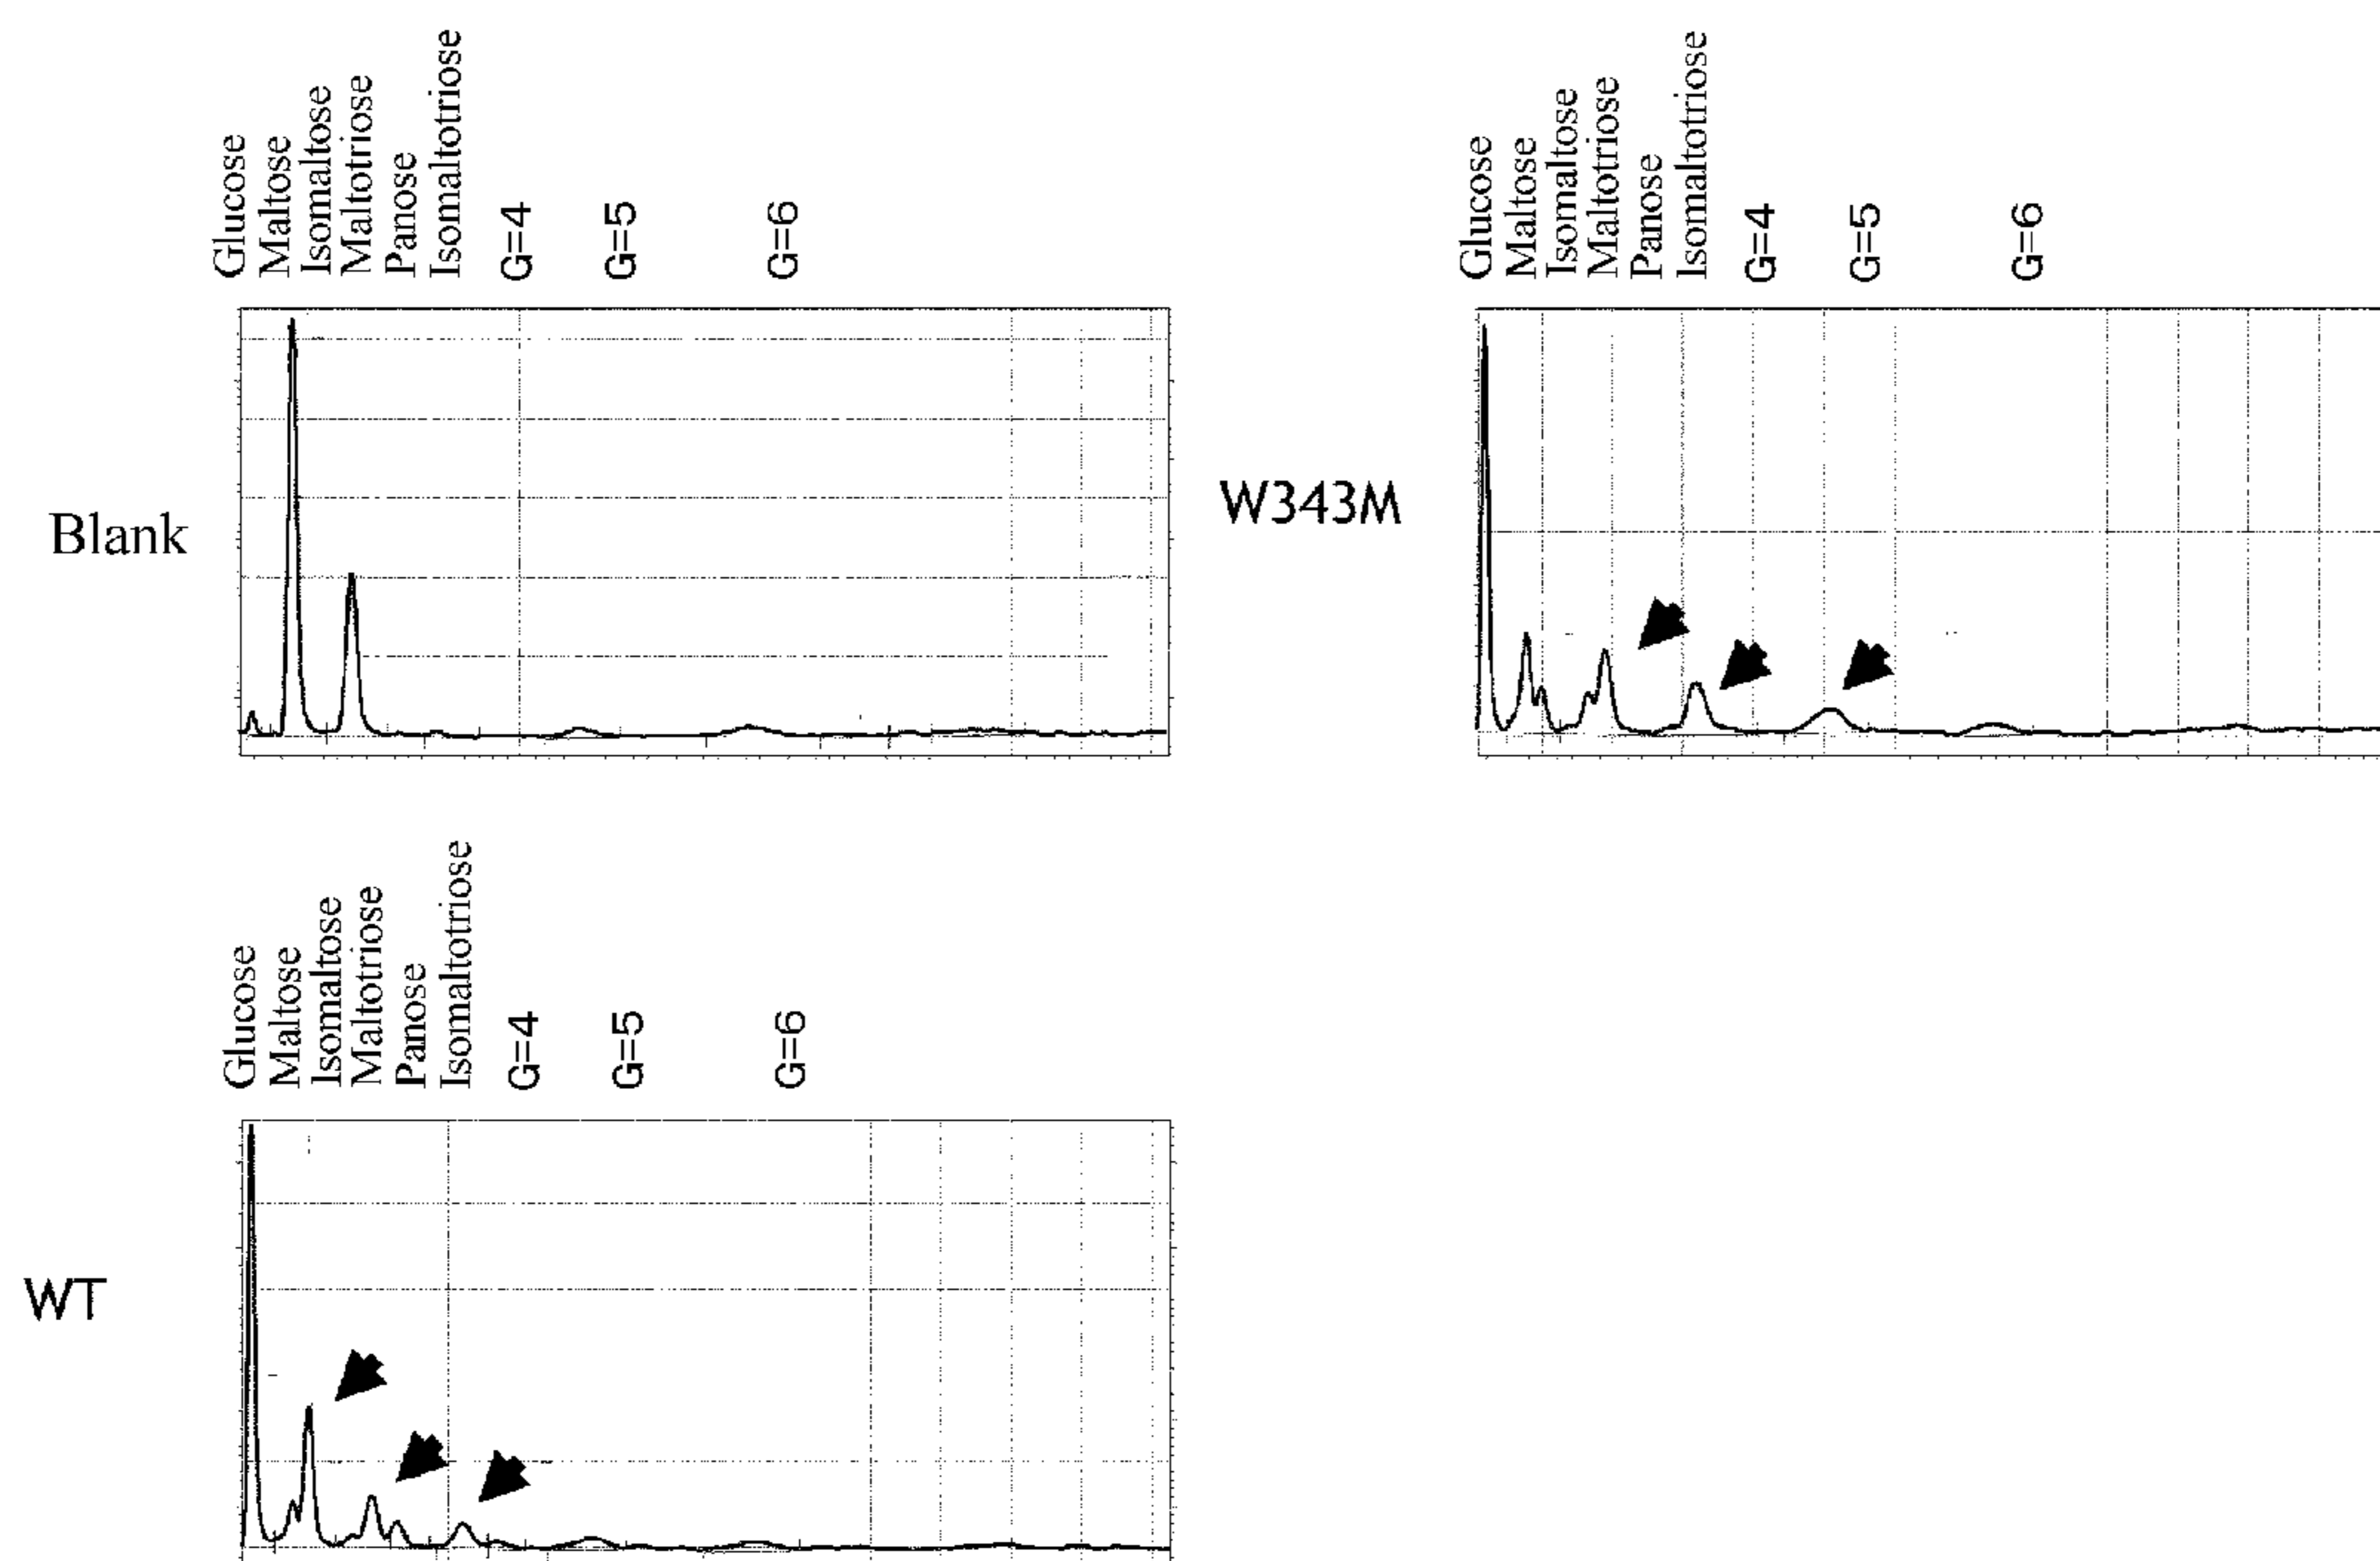 Glucose
Maltose
Isomaltose
Maltotriose
Panose
Isomaltotriose
G=4
G=5
G=6
Blank
Glucose
Maltose
Isomaltose
Maltotriose
Panose
Isomaltotriose
G=4
G=5
G=6
W343M
Glucose
Maltose
Isomaltose
Maltotriose
Panose
Isomaltotriose
G=4
G=5
G=6
WT